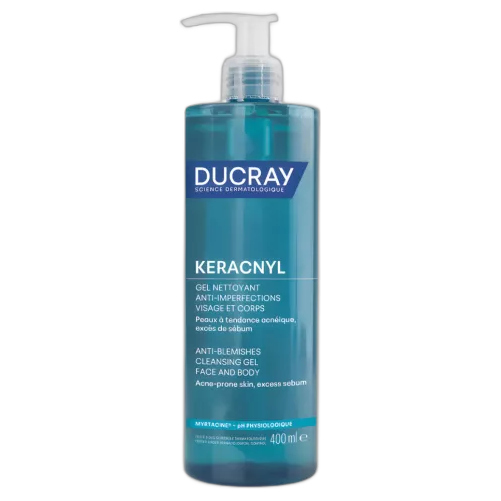 DUCRAY
SCIENCE DERMATOLOGIQUE
KERACNYL
GEL NETTOYANT
ANTI-IMPERFECTIONS
VISAGE ET CORPS
Peaux à tendance acnéique,
excès de sébum
ANTI-BLEMISHES
CLEANSING GEL
FACE AND BODY
Acne-prone skin, excess sebum
MYRTACINE® - pH PHYSIOLOGIQUE
400 ml ℮